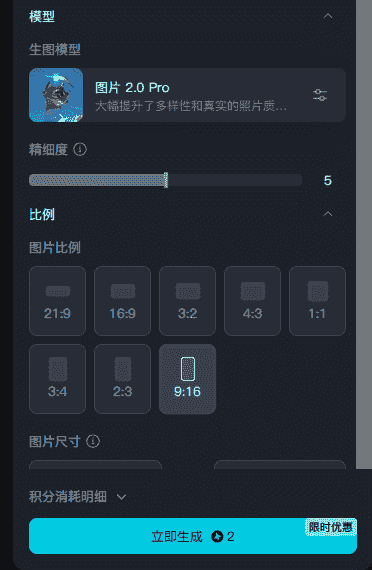 模型
生图模型
图片 2.0 Pro
大幅提升了多样性和真实的照片质...
精细度
5
比例
图片比例
21:9 16:9 3:2 4:3 1:1
3:4 2:3 9:16
图片尺寸
积分消耗明细
限时优惠
立即生成 2